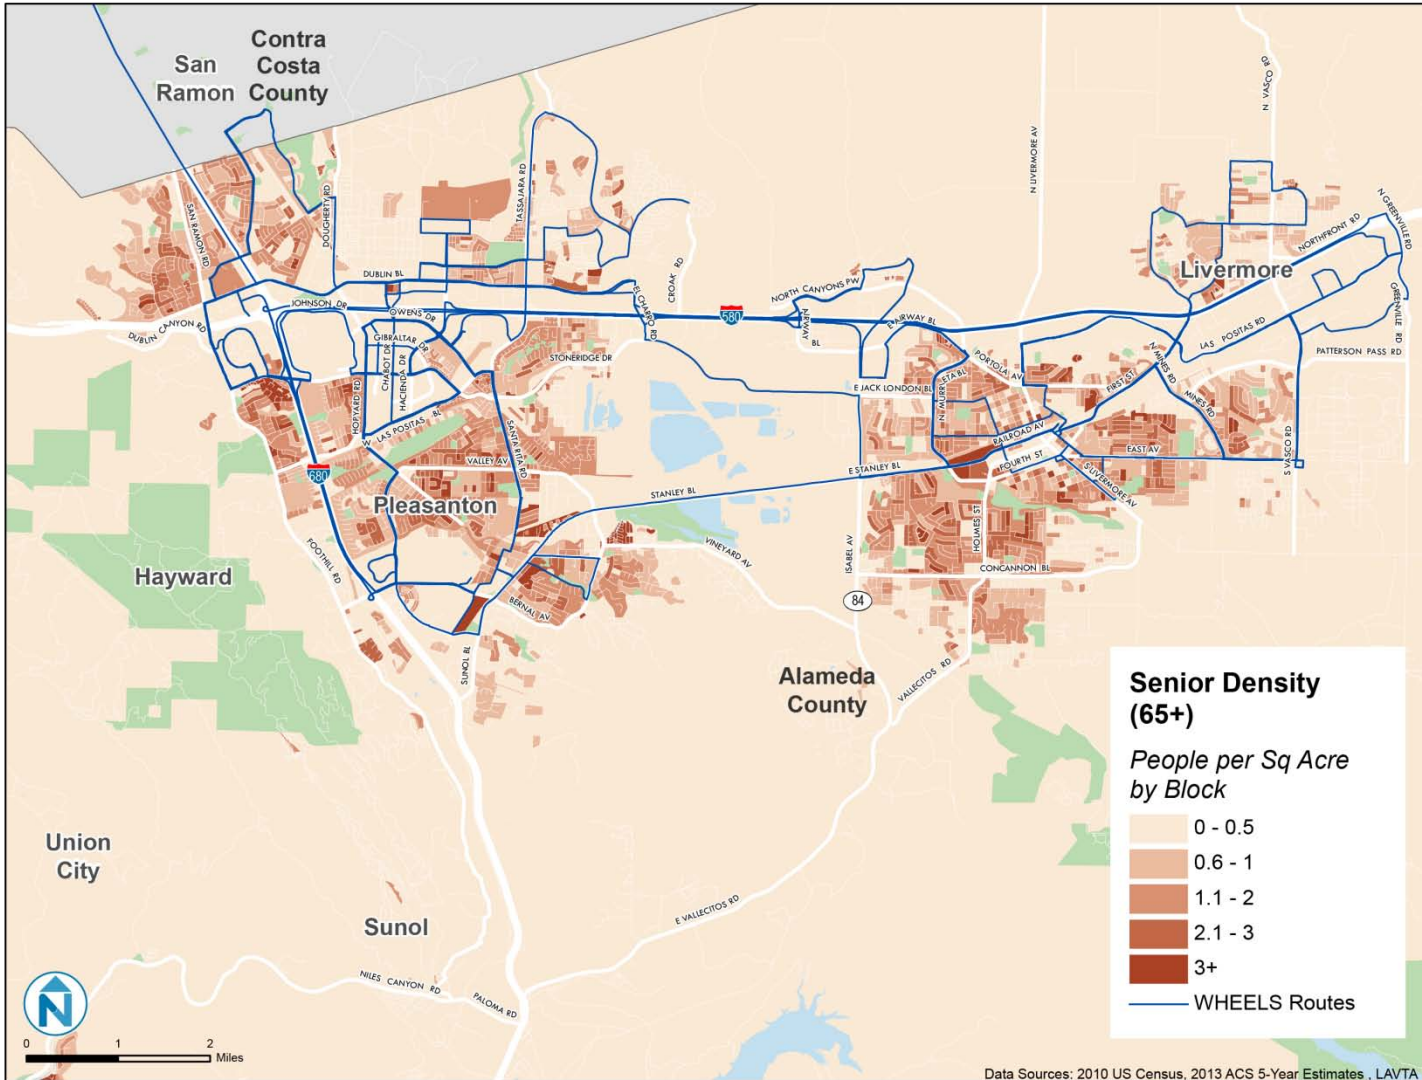 San
Ramon
Contra
Costa
County
N VASCO RD
N LIVERMORE AV
SAN RAMON RD
DOUGHERTY RD
TASSAJARA RD
N GREENVILLE RD
NORTHFRONT RD
Livermore
DUBLIN BL
CROAK RD
EL CHARRO RD
NORTH CANYONS PW
AIRWAY
BL
E AIRWAY BL
580
JOHNSON DR
OWENS DR
DUBLIN
CANYON RD
GIBRALTAR DR
CHABOT DR
HACIENDA DR
HOPYARD RD
STONERIDGE DR
LAS POSITAS RD
GREENVILLE RD
PATTERSON PASS RD
PORTOLA AV
N MINES RD
FIRST ST
MINES RD
E JACK LONDON BL
N MURRIETA BL
W LAS POSITAS BL
SANTA RITA RD
VALLEY AV
680
RAILROAD AV
FOURTH ST
EAST AV
S VASCO RD
S LIVERMORE AV
E STANLEY BL
STANLEY BL
Pleasanton
HOLMES ST
ISABEL AV
VINEYARD AV
CONCANNON BL
FOOTHILL RD
Hayward
84
BERNAL AV
SUNOL BL
VALLECITOS RD
Alameda
County
Union
City
Sunol
E VALLECITOS RD
NILES CANYON RD
PALOMA RD
Senior Density
(65+)
People per Sq Acre
by Block
0 - 0.5
0.6 - 1
1.1 - 2
2.1 - 3
3+
WHEELS Routes
N
0 1 2
Miles
Data Sources: 2010 US Census, 2013 ACS 5-Year Estimates , LAVTA